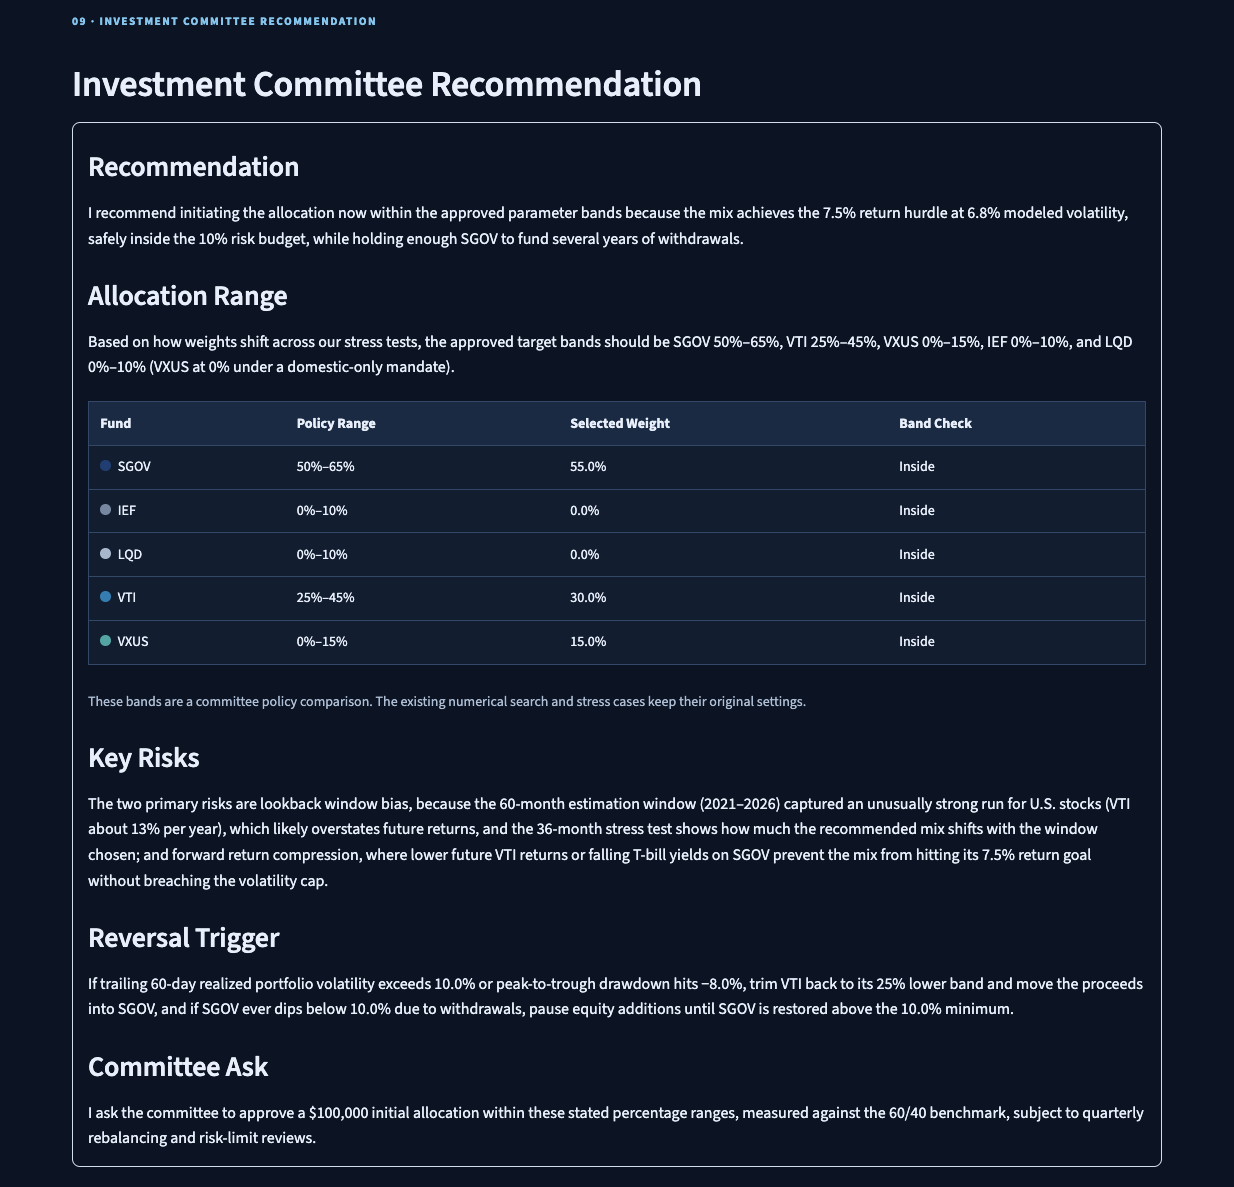 09 · INVESTMENT COMMITTEE RECOMMENDATION
Investment Committee Recommendation
Recommendation
I recommend initiating the allocation now within the approved parameter bands because the mix achieves the 7.5% return hurdle at 6.8% modeled volatility,
safely inside the 10% risk budget, while holding enough SGOV to fund several years of withdrawals.
Allocation Range
Based on how weights shift across our stress tests, the approved target bands should be SGOV 50%–65%, VTI 25%–45%, VXUS 0%–15%, IEF 0%–10%, and LQD
0%–10% (VXUS at 0% under a domestic-only mandate).
Fund Policy Range Selected Weight Band Check
SGOV 50%–65% 55.0% Inside
IEF 0%–10% 0.0% Inside
LQD 0%–10% 0.0% Inside
VTI 25%–45% 30.0% Inside
VXUS 0%–15% 15.0% Inside
These bands are a committee policy comparison. The existing numerical search and stress cases keep their original settings.
Key Risks
The two primary risks are lookback window bias, because the 60-month estimation window (2021–2026) captured an unusually strong run for U.S. stocks (VTI
about 13% per year), which likely overstates future returns, and the 36-month stress test shows how much the recommended mix shifts with the window
chosen; and forward return compression, where lower future VTI returns or falling T-bill yields on SGOV prevent the mix from hitting its 7.5% return goal
without breaching the volatility cap.
Reversal Trigger
If trailing 60-day realized portfolio volatility exceeds 10.0% or peak-to-trough drawdown hits −8.0%, trim VTI back to its 25% lower band and move the proceeds
into SGOV, and if SGOV ever dips below 10.0% due to withdrawals, pause equity additions until SGOV is restored above the 10.0% minimum.
Committee Ask
I ask the committee to approve a $100,000 initial allocation within these stated percentage ranges, measured against the 60/40 benchmark, subject to quarterly
rebalancing and risk-limit reviews.